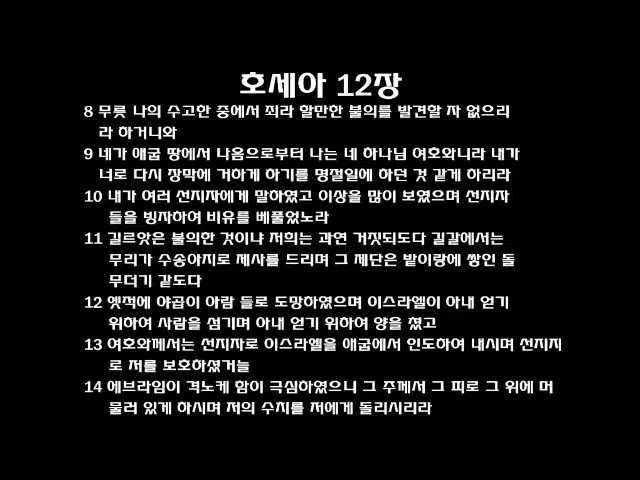 호세아 12장
8 무릇 나의 수고한 중에서 죄라 할만한 불의를 발견할 자 없으리
라 하거니와
9 네가 애굽 땅에서 나옴으로부터 나는 네 하나님 여호와니라 내가
너로 다시 장막에 거하게 하기를 명절일에 하던 것 같게 하리라
10 내가 여러 선지자에게 말하였고 이상을 많이 보였으며 선지자
들을 빙자하여 비유를 베풀었노라
11 길르앗은 불의한 것이냐 저희는 과연 거짓되도다 길갈에서는
무리가 수송아지로 제사를 드리며 그 제단은 밭이랑에 쌓인 돌
무더기 같도다
12 옛적에 야곱이 아람 들로 도망하였으며 이스라엘이 아내 얻기
위하여 사람을 섬기며 아내 얻기 위하여 양을 쳤고
13 여호와께서는 선지자로 이스라엘을 애굽에서 인도하여 내시며 선지자
로 저를 보호하셨거늘
14 에브라임이 격노케 함이 극심하였으니 그 주께서 그 피로 그 위에 머
물러 있게 하시며 저의 수치를 저에게 돌리시리라